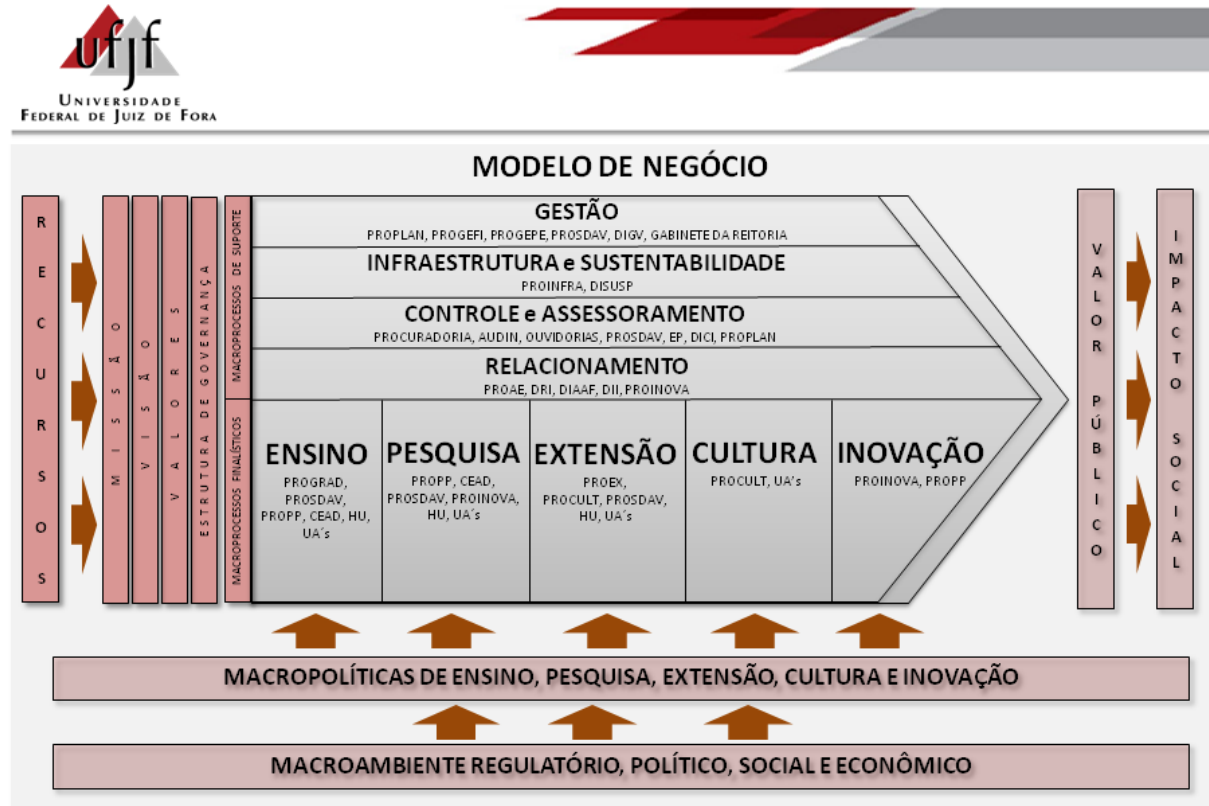 ufjf
UNIVERSIDADE
FEDERAL DE JUIZ DE FORA
MODELO DE NEGÓCIO
RECURSOS
MISSÃO
VISÃO
VALORES
ESTRUTURA DE GOVERNANÇA
MACROPROCESSOS DE SUPORTE
GESTÃO
PROPLAN, PROGEFI, PROGEPE, PROSDAV, DIGV, GABINETE DA REITORIA
INFRAESTRUTURA e SUSTENTABILIDADE
PROINFRA, DISUSP
CONTROLE e ASSESSORAMENTO
PROCURADORIA, AUDIN, OUVIDORIAS, PROSDAV, EP, DICI, PROPLAN
RELACIONAMENTO
PROAE, DRI, DIAAF, DII, PROINOVA
MACROPROCESSOS FINALÍSTICOS
ENSINO
PROGRAD,
PROSDAV,
PROPP, CEAD, HU,
UA´s
PESQUISA
PROPP, CEAD,
PROSDAV, PROINOVA,
HU, UA´s
EXTENSÃO
PROEX,
PROCULT, PROSDAV,
HU, UA´s
CULTURA
PROCULT, UA's
INOVAÇÃO
PROINOVA, PROPP
VALOR PÚBLICO
IMPACTO SOCIAL
MACROPOLÍTICAS DE ENSINO, PESQUISA, EXTENSÃO, CULTURA E INOVAÇÃO
MACROAMBIENTE REGULATÓRIO, POLÍTICO, SOCIAL E ECONÔMICO